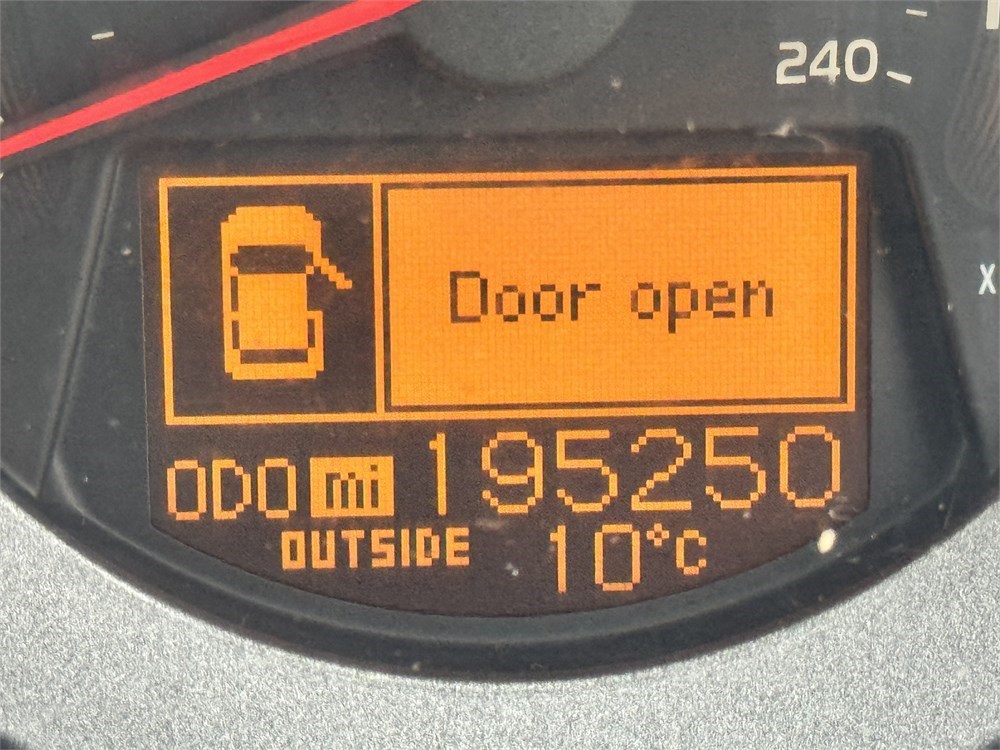 240
Door open
X
ODO mi 195250
OUTSIDE 10°C